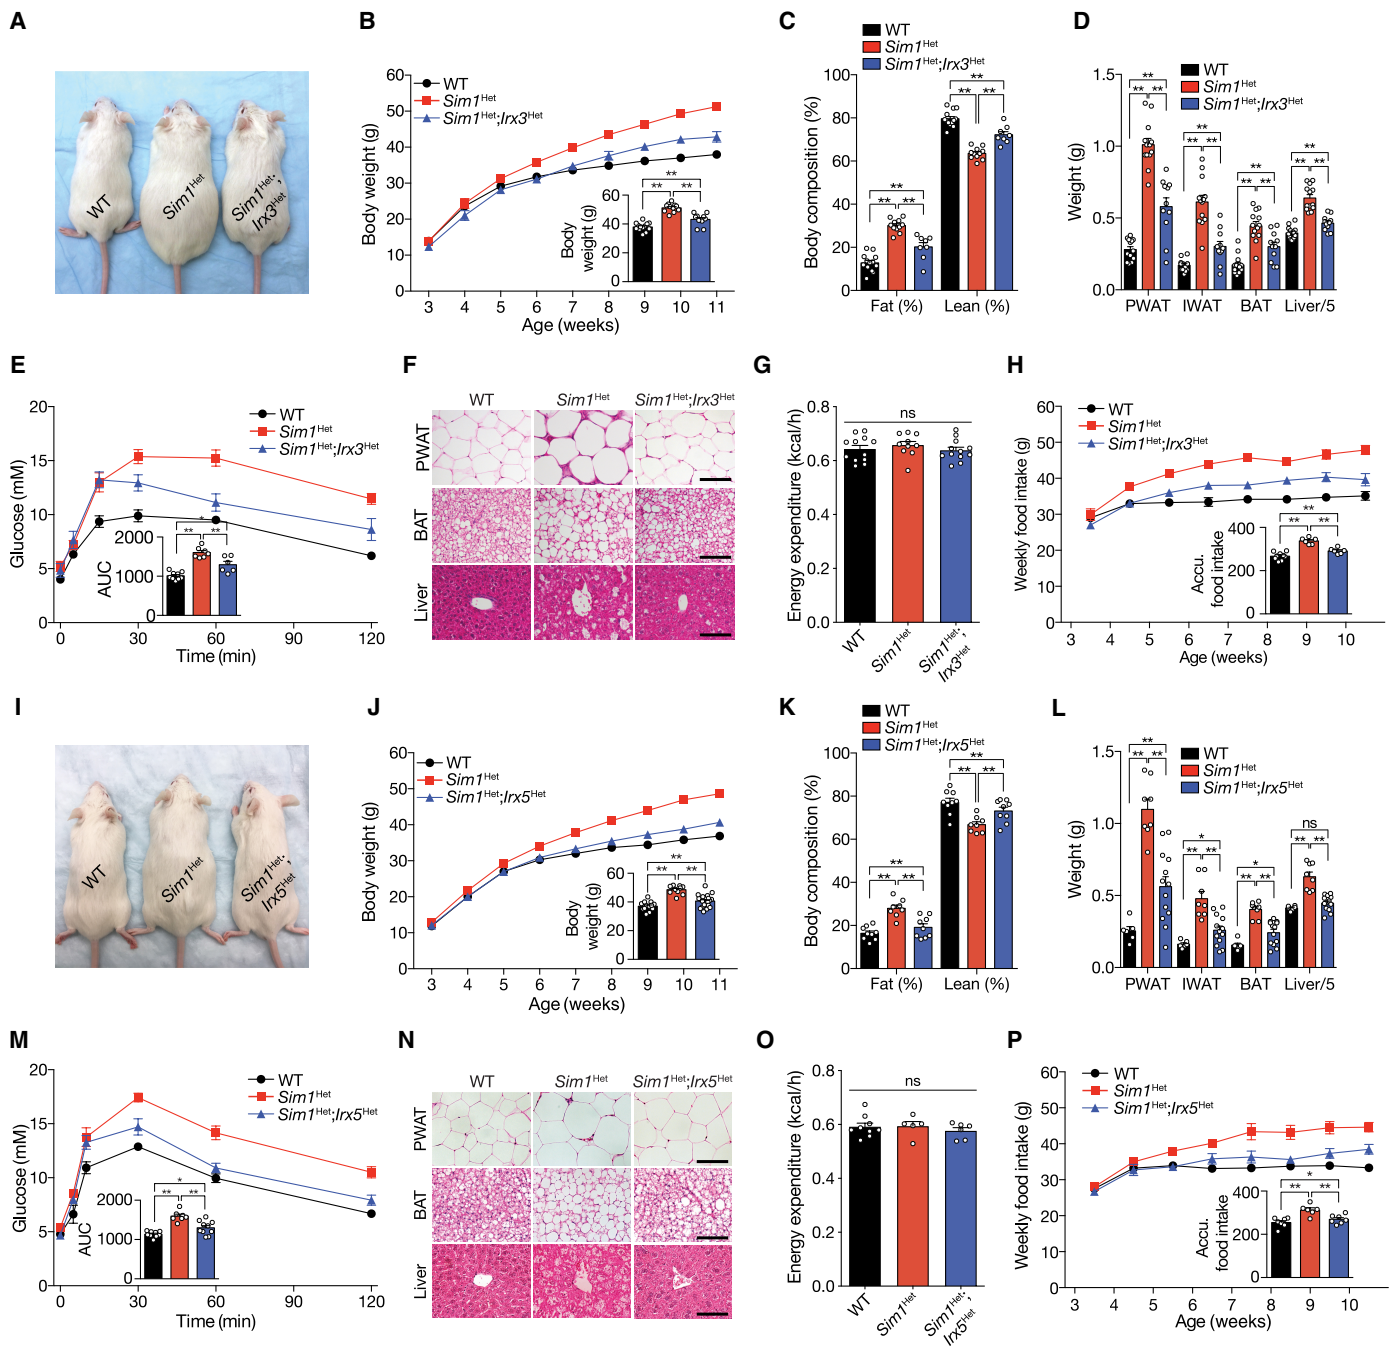 A
WT
Sim1Het
Sim1Het;
Irx3Het
B
WT
Sim1Het
Sim1Het;Irx3Het
Body weight (g)
60
50
40
30
20
10
0
3 4 5 6 7 8 9 10 11
Age (weeks)
Body
weight (g)
60
40
20
0
**
** **
C
WT
Sim1Het
Sim1Het;Irx3Het
Body composition (%)
100
80
60
40
20
0
**
** **
**
** **
Fat (%) Lean (%)
D
WT
Sim1Het
Sim1Het;Irx3Het
Weight (g)
1.5
1.0
0.5
0.0
**
** **
**
** **
**
** **
**
** **
PWAT IWAT BAT Liver/5
E
WT
Sim1Het
Sim1Het;Irx3Het
Glucose (mM)
20
15
10
5
0
0 30 60 90 120
Time (min)
AUC
2000
1000
0
*
** **
F
WT Sim1Het Sim1Het;Irx3Het
PWAT
BAT
Liver
G
Energy expenditure (kcal/h)
0.8
0.6
0.4
0.2
0.0
ns
WT
Sim1Het
Sim1Het;
Irx3Het
H
WT
Sim1Het
Sim1Het;Irx3Het
Weekly food intake (g)
60
50
40
30
20
10
0
3 4 5 6 7 8 9 10
Age (weeks)
Accu.
food intake
400
200
0
**
** **
I
WT
Sim1Het
Sim1Het;
Irx5Het
J
WT
Sim1Het
Sim1Het;Irx5Het
Body weight (g)
60
50
40
30
20
10
0
3 4 5 6 7 8 9 10 11
Age (weeks)
Body
weight (g)
60
40
20
0
**
** **
K
WT
Sim1Het
Sim1Het;Irx5Het
Body composition (%)
100
80
60
40
20
0
**
** **
**
** **
Fat (%) Lean (%)
L
WT
Sim1Het
Sim1Het;Irx5Het
Weight (g)
1.5
1.0
0.5
0.0
**
** **
*
** **
*
** **
ns
** **
PWAT IWAT BAT Liver/5
M
WT
Sim1Het
Sim1Het;Irx5Het
Glucose (mM)
20
15
10
5
0
0 30 60 90 120
Time (min)
AUC
2000
1000
0
*
** **
N
WT Sim1Het Sim1Het;Irx5Het
PWAT
BAT
Liver
O
Energy expenditure (kcal/h)
0.8
0.6
0.4
0.2
0.0
ns
WT
Sim1Het
Sim1Het;
Irx5Het
P
WT
Sim1Het
Sim1Het;Irx5Het
Weekly food intake (g)
60
50
40
30
20
10
0
3 4 5 6 7 8 9 10
Age (weeks)
Accu.
food intake
400
200
0
*
** **